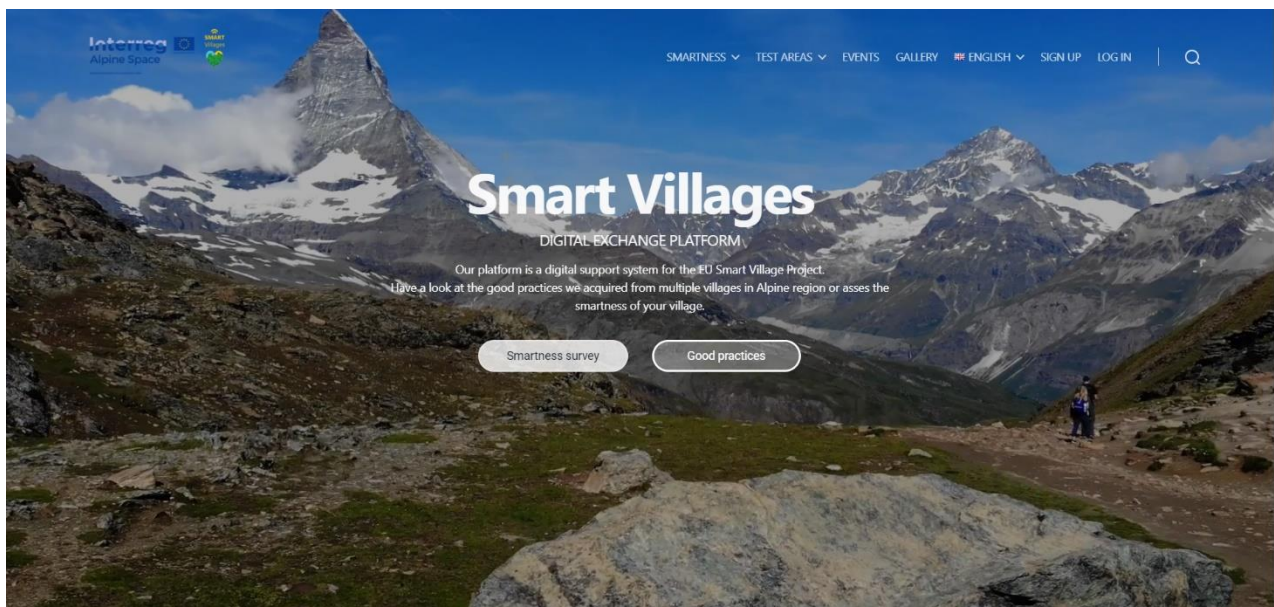 Interreg
Alpine Space
SMART
Villages
SMARTNESS
TEST AREAS
EVENTS
GALLERY
ENGLISH
SIGN UP
LOG IN
Smart Villages
DIGITAL EXCHANGE PLATFORM
Our platform is a digital support system for the EU Smart Village Project.
Have a look at the good practices we acquired from multiple villages in Alpine region or asses the
smartness of your village.
Smartness survey
Good practices